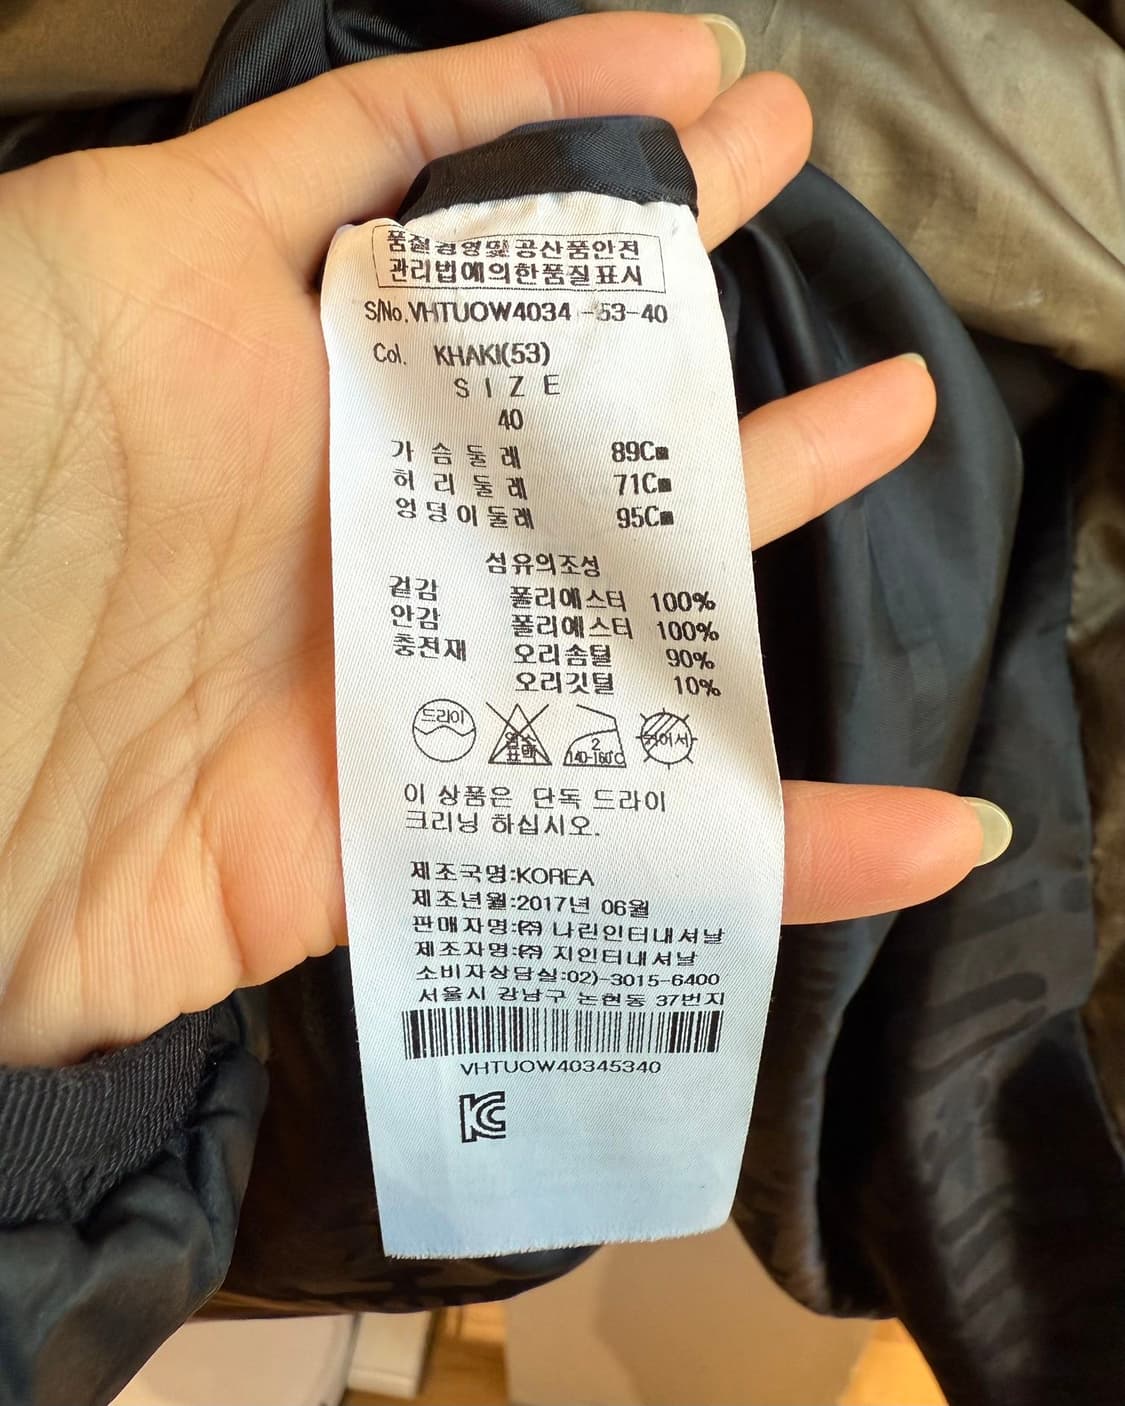 품질경영및공산품안전
관리법에의한품질표시
S/No.VHTUOW4034 -53-40
Col. KHAKI(53)
SIZE
40
가슴둘레 89Cm
허리둘레 71Cm
엉덩이둘레 95Cm
섬유의조성
겉감 폴리에스터 100%
안감 폴리에스터 100%
충전재 오리솜털 90%
오리깃털 10%
드라이
염소
표백
2
140-160℃
이 상품은 단독 드라이
크리닝 하십시오.
제조국명:KOREA
제조년월:2017년 06월
판매자명:㈜ 나린인터내셔날
제조자명:㈜ 지인터내셔날
소비자상담실:02)-3015-6400
서울시 강남구 논현동 37번지
VHTUOW40345340
KC